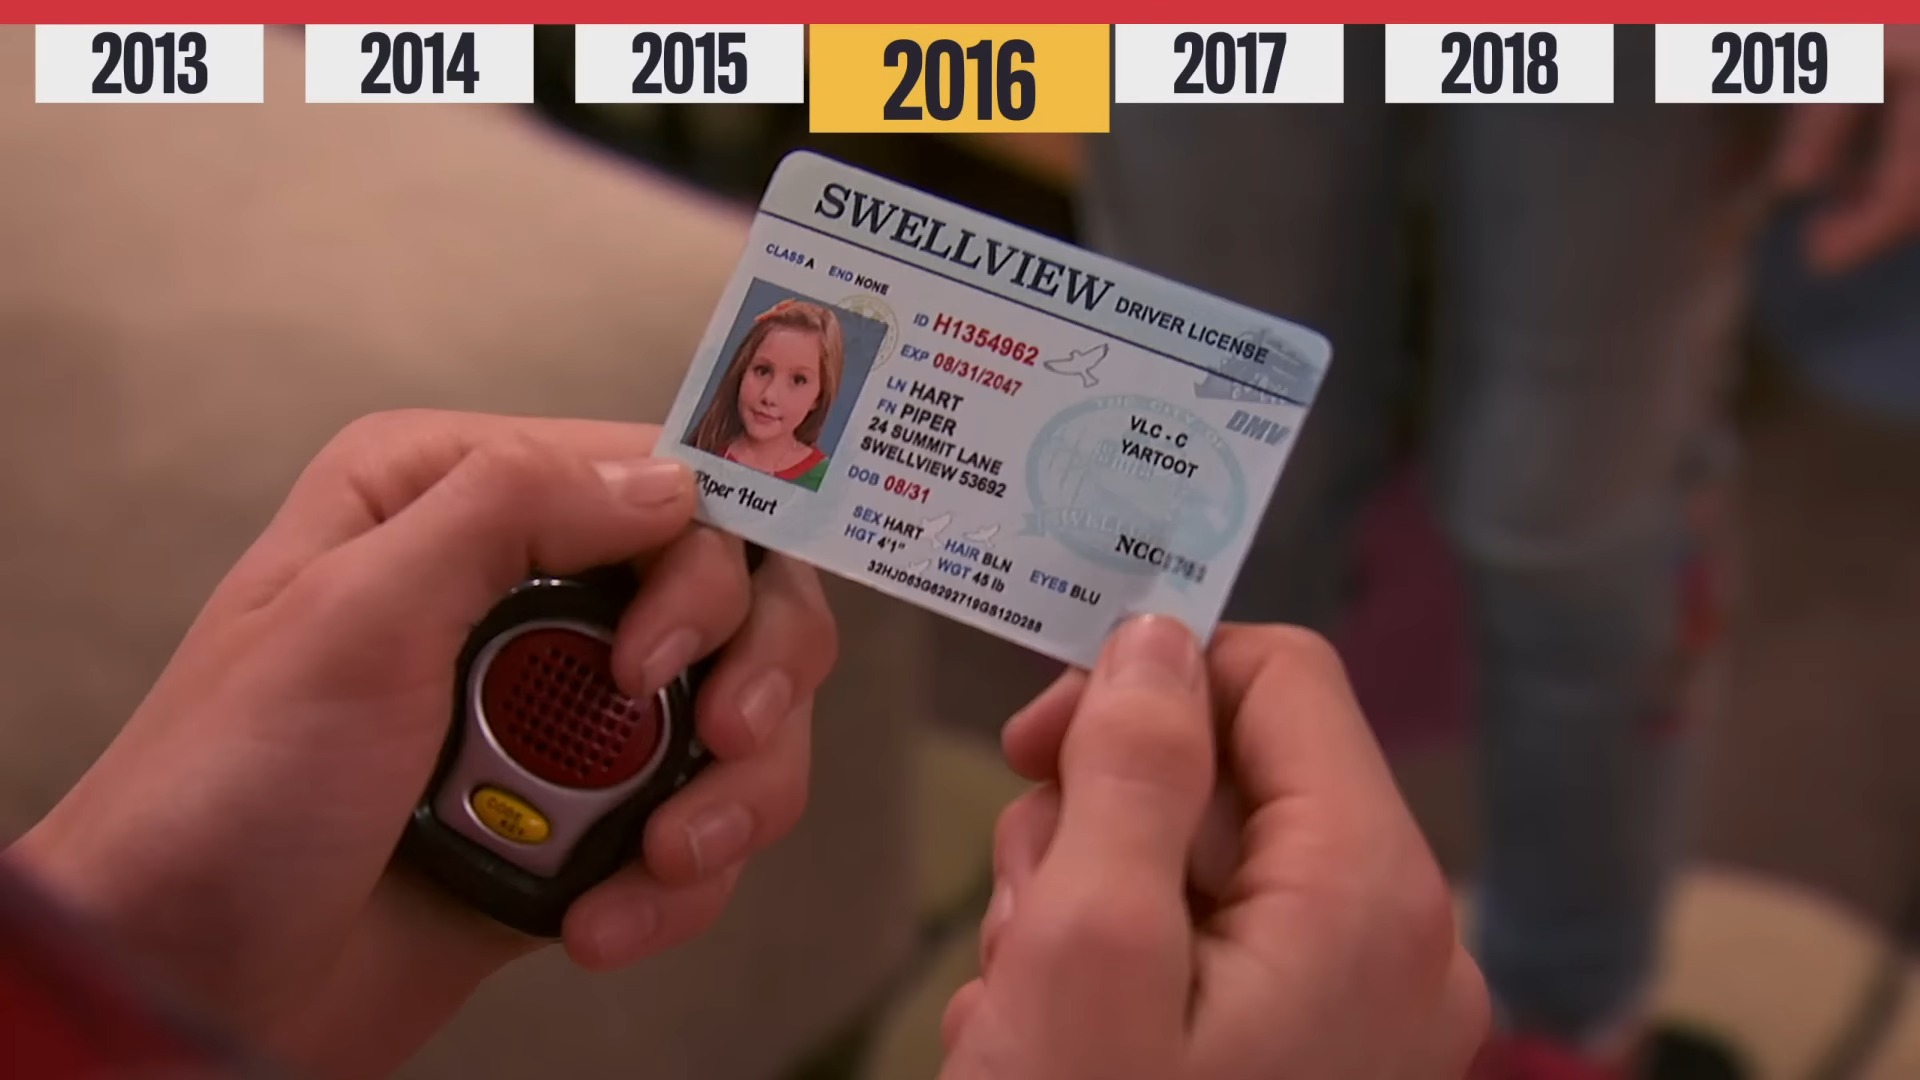 2013
2014
2015
2016
2017
2018
2019
SWELLVIEW DRIVER LICENSE
CLASS A END NONE
ID H1354962
EXP 08/31/2047
LN HART
FN PIPER
24 SUMMIT LANE
SWELLVIEW 53692
DOB 08/31
SEX HART HAIR BLN EYES BLU
HGT 4'1" WGT 45 lb
32HJD63G6292719GS12D288
Piper Hart
DMV
VLC - C
YARTOOT
NCC1701
CODE
KEY